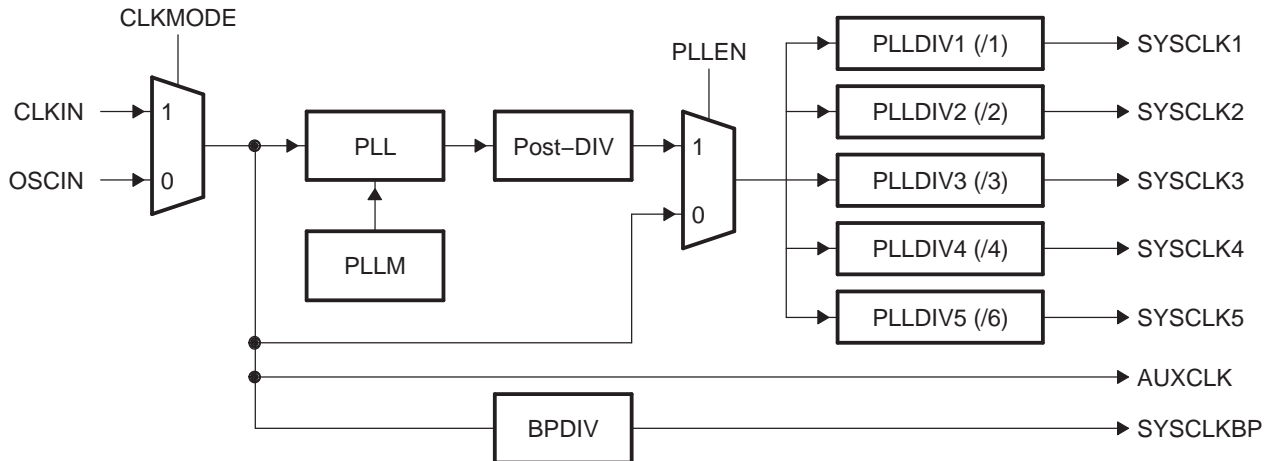 CLKMODE
CLKIN
OSCIN
1
0
PLL
PLLM
Post−DIV
PLLEN
1
0
PLLDIV1 (/1)
SYSCLK1
PLLDIV2 (/2)
SYSCLK2
PLLDIV3 (/3)
SYSCLK3
PLLDIV4 (/4)
SYSCLK4
PLLDIV5 (/6)
SYSCLK5
AUXCLK
BPDIV
SYSCLKBP